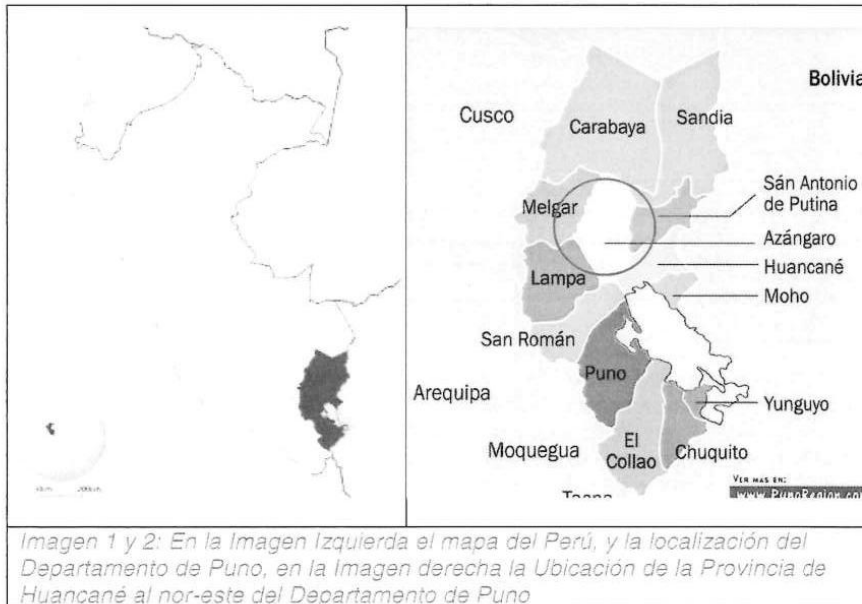 Bolivia
Cusco
Carabaya
Sandia
Sán Antonio
de Putina
Melgar
Azángaro
Huancané
Lampa
Moho
San Román
Puno
Arequipa
Yunguyo
Moquegua
El
Collao
Chuquito
VER MAS EN:
www.PunoRegion.co
Imagen 1 y 2: En la Imagen Izquierda el mapa del Perú, y la localización del
Departamento de Puno, en la Imagen derecha la Ubicación de la Provincia de
Huancané al nor-este del Departamento de Puno